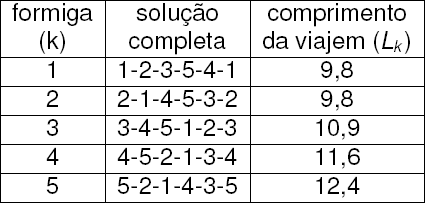 formiga solução comprimento
(k) completa da viajem (Lk)
1 1-2-3-5-4-1 9,8
2 2-1-4-5-3-2 9,8
3 3-4-5-1-2-3 10,9
4 4-5-2-1-3-4 11,6
5 5-2-1-4-3-5 12,4